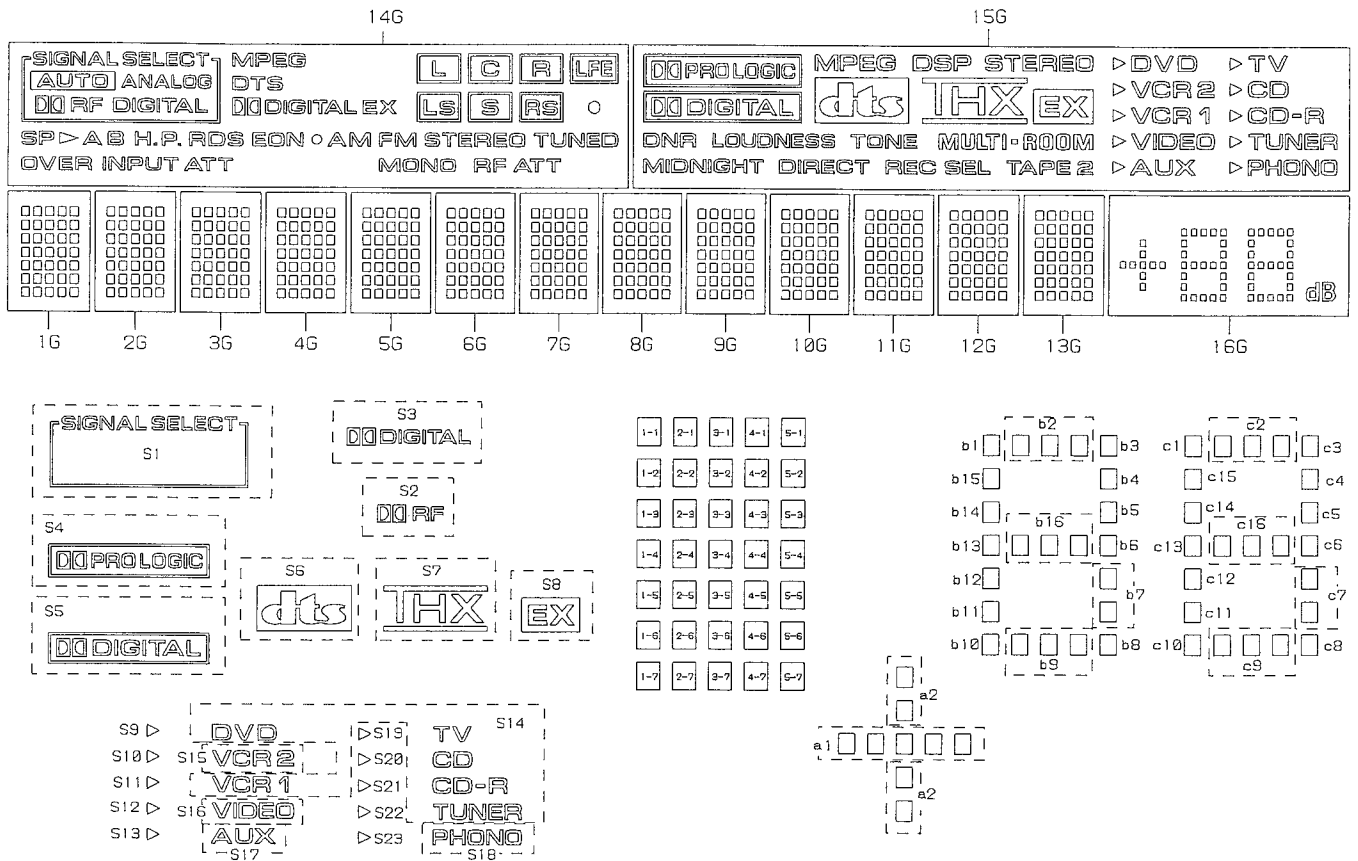 14G 15G
SIGNAL SELECT MPEG L C R LFE
AUTO ANALOG DTS
RF DIGITAL DIGITAL EX LS S RS
SP A B H.P. RDS EON AM FM STEREO TUNED
OVER INPUT ATT MONO RF ATT
PRO LOGIC MPEG DSP STEREO DVD TV
DIGITAL dts THX EX VCR 2 CD
VCR 1 CD-R
DNR LOUDNESS TONE MULTI-ROOM VIDEO TUNER
MIDNIGHT DIRECT REC SEL TAPE 2 AUX PHONO
dB
1G 2G 3G 4G 5G 6G 7G 8G 9G 10G 11G 12G 13G 16G
SIGNAL SELECT
S1
S3
DIGITAL
S2
RF
S4
PRO LOGIC
S5
DIGITAL
S6
dts
S7
THX
S8
EX
S9 DVD S19 TV S14
S10 S15 VCR 2 S20 CD
S11 VCR 1 S21 CD-R
S12 S16 VIDEO S22 TUNER
S13 AUX S23 PHONO
S17 S18
1-1 2-1 3-1 4-1 5-1
1-2 2-2 3-2 4-2 5-2
1-3 2-3 3-3 4-3 5-3
1-4 2-4 3-4 4-4 5-4
1-5 2-5 3-5 4-5 5-5
1-6 2-6 3-6 4-6 5-6
1-7 2-7 3-7 4-7 5-7
a2
a1
a2
b2
b1 b3
b15 b4
b14 b5
b16
b13 b6
b12
b7
b11
b10 b8
b9
c2
c1 c3
c15 c4
c14 c5
c16
c13 c6
c12
c7
c11
c10 c8
c9